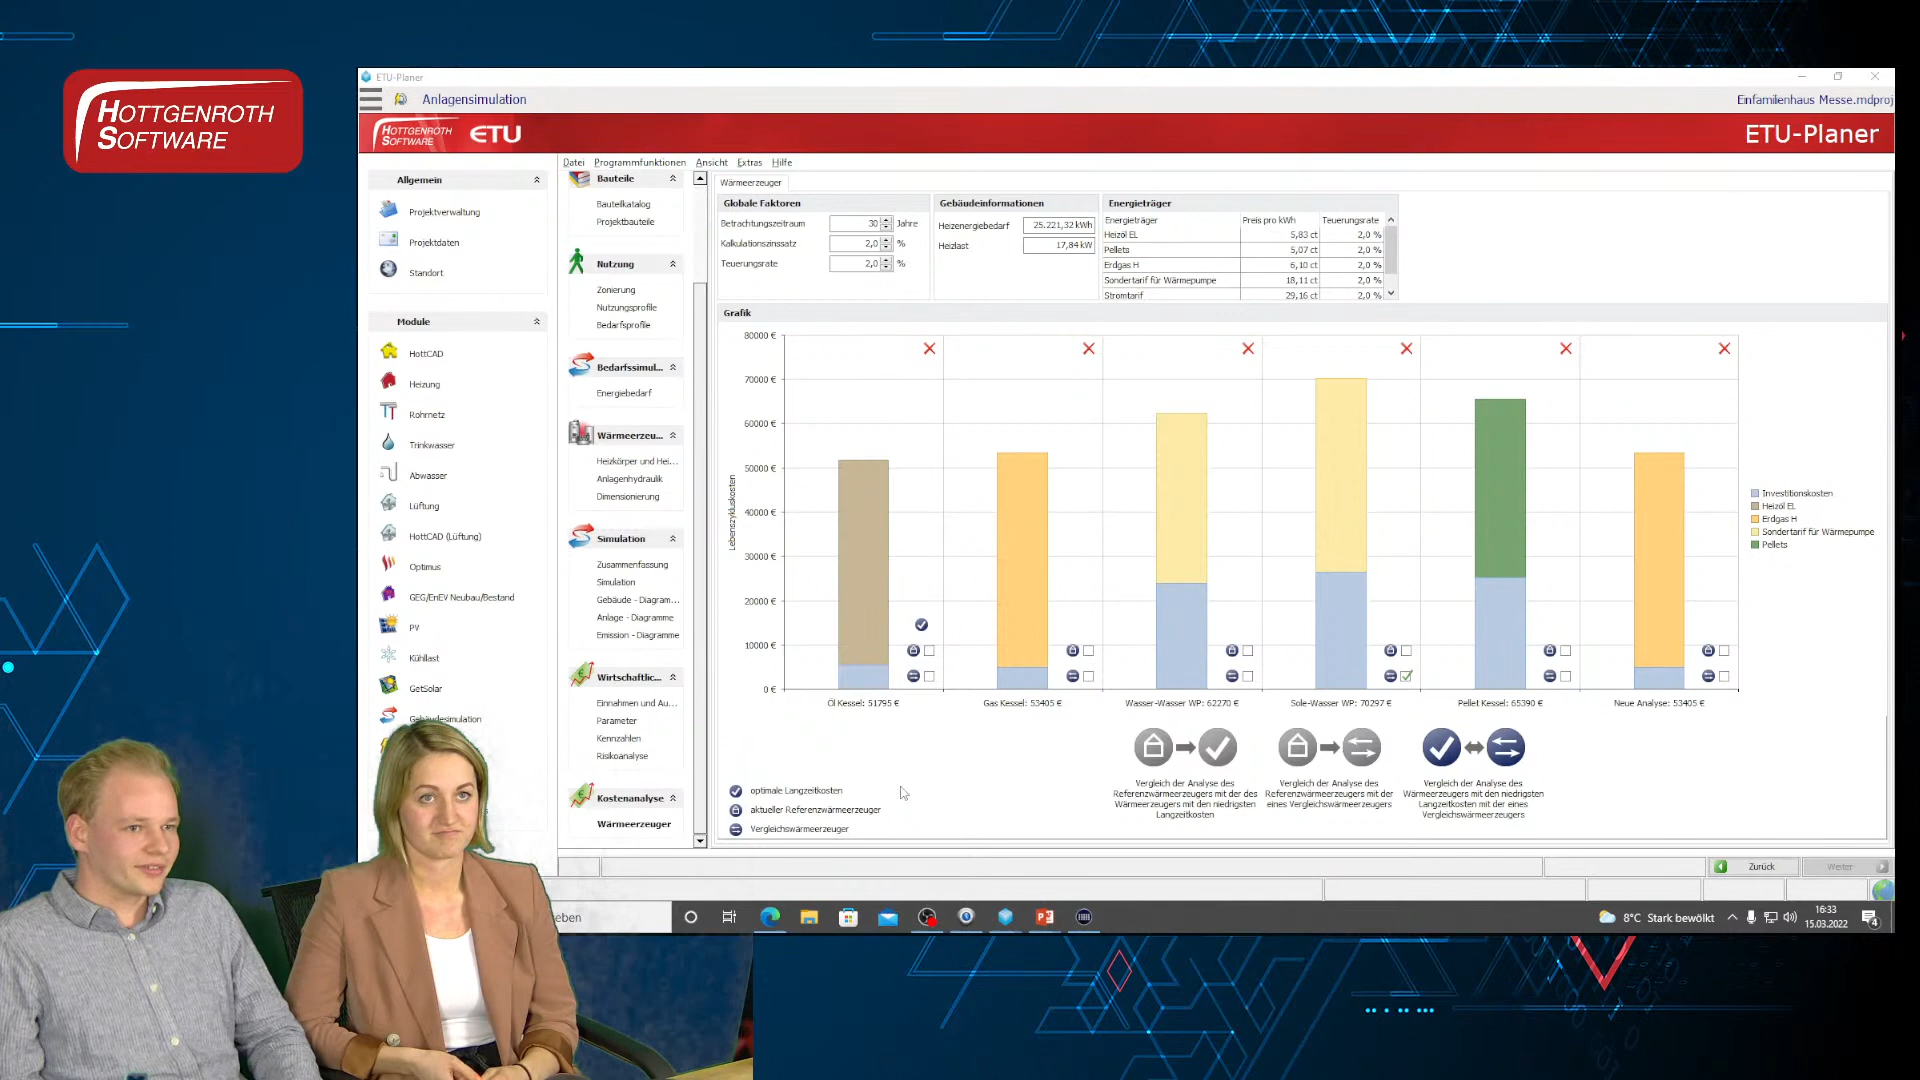 HOTTGENROTH
SOFTWARE
ETU-Planer
Anlagensimulation
Einfamilienhaus Messe.mdproj
HOTTGENROTH
SOFTWARE
ETU
ETU-Planer
Datei Programmfunktionen Ansicht Extras Hilfe
Allgemein
Projektverwaltung
Projektdaten
Standort
Module
HottCAD
Heizung
Rohrnetz
Trinkwasser
Abwasser
Lüftung
HottCAD (Lüftung)
Optimus
GEG/EnEV Neubau/Bestand
PV
Kühllast
GetSolar
Gebäudesimulation
Bauteile
Bauteilkatalog
Projektbauteile
Nutzung
Zonierung
Nutzungsprofile
Bedarfsprofile
Bedarfssimul...
Energiebedarf
Wärmeerzeu...
Heizkörper und Hei...
Anlagenhydraulik
Dimensionierung
Simulation
Zusammenfassung
Simulation
Gebäude - Diagram...
Anlage - Diagramme
Emission - Diagramme
Wirtschaftlic...
Einnahmen und Au...
Parameter
Kennzahlen
Risikoanalyse
Kostenanalyse
Wärmeerzeuger
Wärmeerzeuger
Globale Faktoren
Betrachtungszeitraum 30 Jahre
Kalkulationszinssatz 2,0 %
Teuerungsrate 2,0 %
Gebäudeinformationen
Heizenergiebedarf 25.221,32 kWh
Heizlast 17,84 kW
Energieträger
Energieträger Preis pro kWh Teuerungsrate
Heizöl EL 5,83 ct 2,0 %
Pellets 5,07 ct 2,0 %
Erdgas H 6,10 ct 2,0 %
Sondertarif für Wärmepumpe 18,11 ct 2,0 %
Stromtarif 29,16 ct 2,0 %
Grafik
Lebenszykluskosten
80000 €
70000 €
60000 €
50000 €
40000 €
30000 €
20000 €
10000 €
0 €
Öl Kessel: 51795 €
Gas Kessel: 53405 €
Wasser-Wasser WP: 62270 €
Sole-Wasser WP: 70297 €
Pellet Kessel: 65390 €
Neue Analyse: 53405 €
Investitionskosten
Heizöl EL
Erdgas H
Sondertarif für Wärmepumpe
Pellets
optimale Langzeitkosten
aktueller Referenzwärmeerzeuger
Vergleichswärmeerzeuger
Vergleich der Analyse des
Referenzwärmeerzeugers mit der des
Wärmeerzeugers mit den niedrigsten
Langzeitkosten
Vergleich der Analyse des
Referenzwärmeerzeugers mit der
eines Vergleichswärmeerzeugers
Vergleich der Analyse des
Wärmeerzeugers mit den niedrigsten
Langzeitkosten mit der eines
Vergleichswärmeerzeugers
Zurück
Weiter
eben
8°C Stark bewölkt
16:33
15.03.2022
4